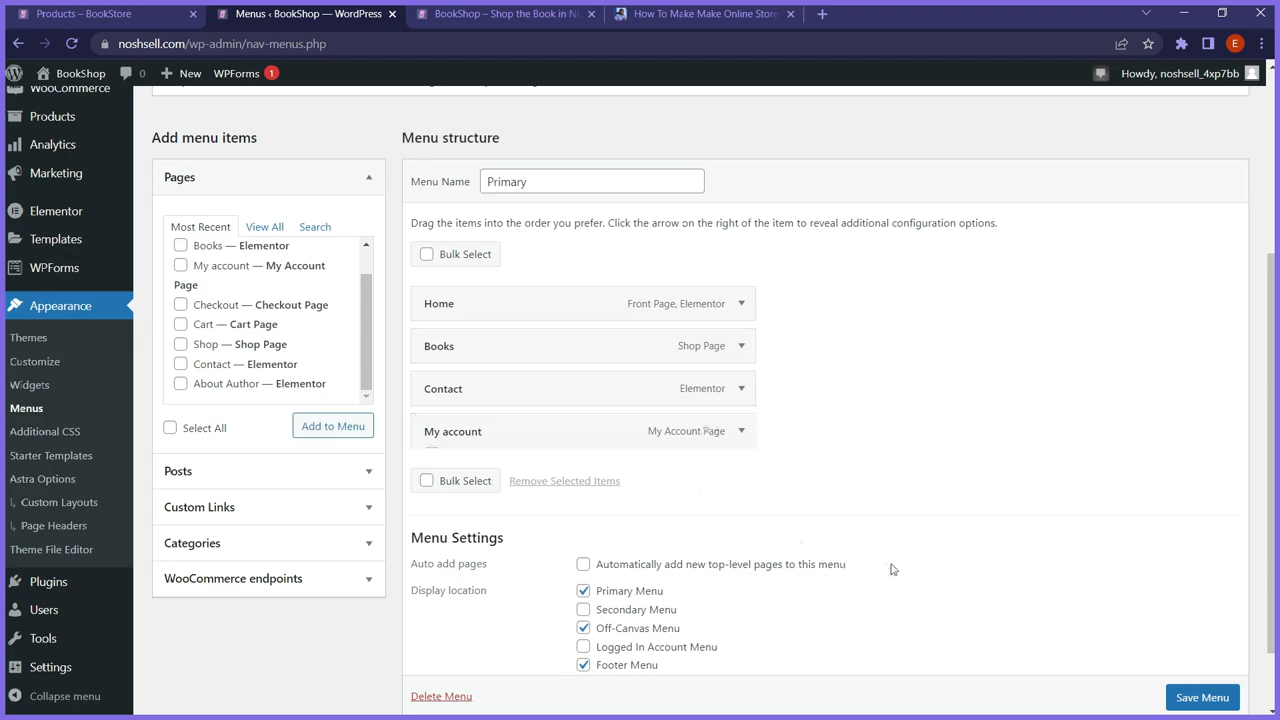 Products – BookStore
Menus ‹ BookShop — WordPress
BookShop – Shop the Book in Ni
How To Make Make Online Store
noshsell.com/wp-admin/nav-menus.php
E
BookShop
0
New
WPForms 1
Howdy, noshsell_4xp7bb
WooCommerce
Products
Analytics
Marketing
Elementor
Templates
WPForms
Appearance
Themes
Customize
Widgets
Menus
Additional CSS
Starter Templates
Astra Options
Custom Layouts
Page Headers
Theme File Editor
Plugins
Users
Tools
Settings
Collapse menu
Add menu items
Pages
Most Recent View All Search
Books — Elementor
My account — My Account
Page
Checkout — Checkout Page
Cart — Cart Page
Shop — Shop Page
Contact — Elementor
About Author — Elementor
Select All
Add to Menu
Posts
Custom Links
Categories
WooCommerce endpoints
Menu structure
Menu Name Primary
Drag the items into the order you prefer. Click the arrow on the right of the item to reveal additional configuration options.
Bulk Select
Home Front Page, Elementor
Books Shop Page
Contact Elementor
My account My Account Page
Bulk Select Remove Selected Items
Menu Settings
Auto add pages Automatically add new top-level pages to this menu
Display location Primary Menu
Secondary Menu
Off-Canvas Menu
Logged In Account Menu
Footer Menu
Delete Menu
Save Menu